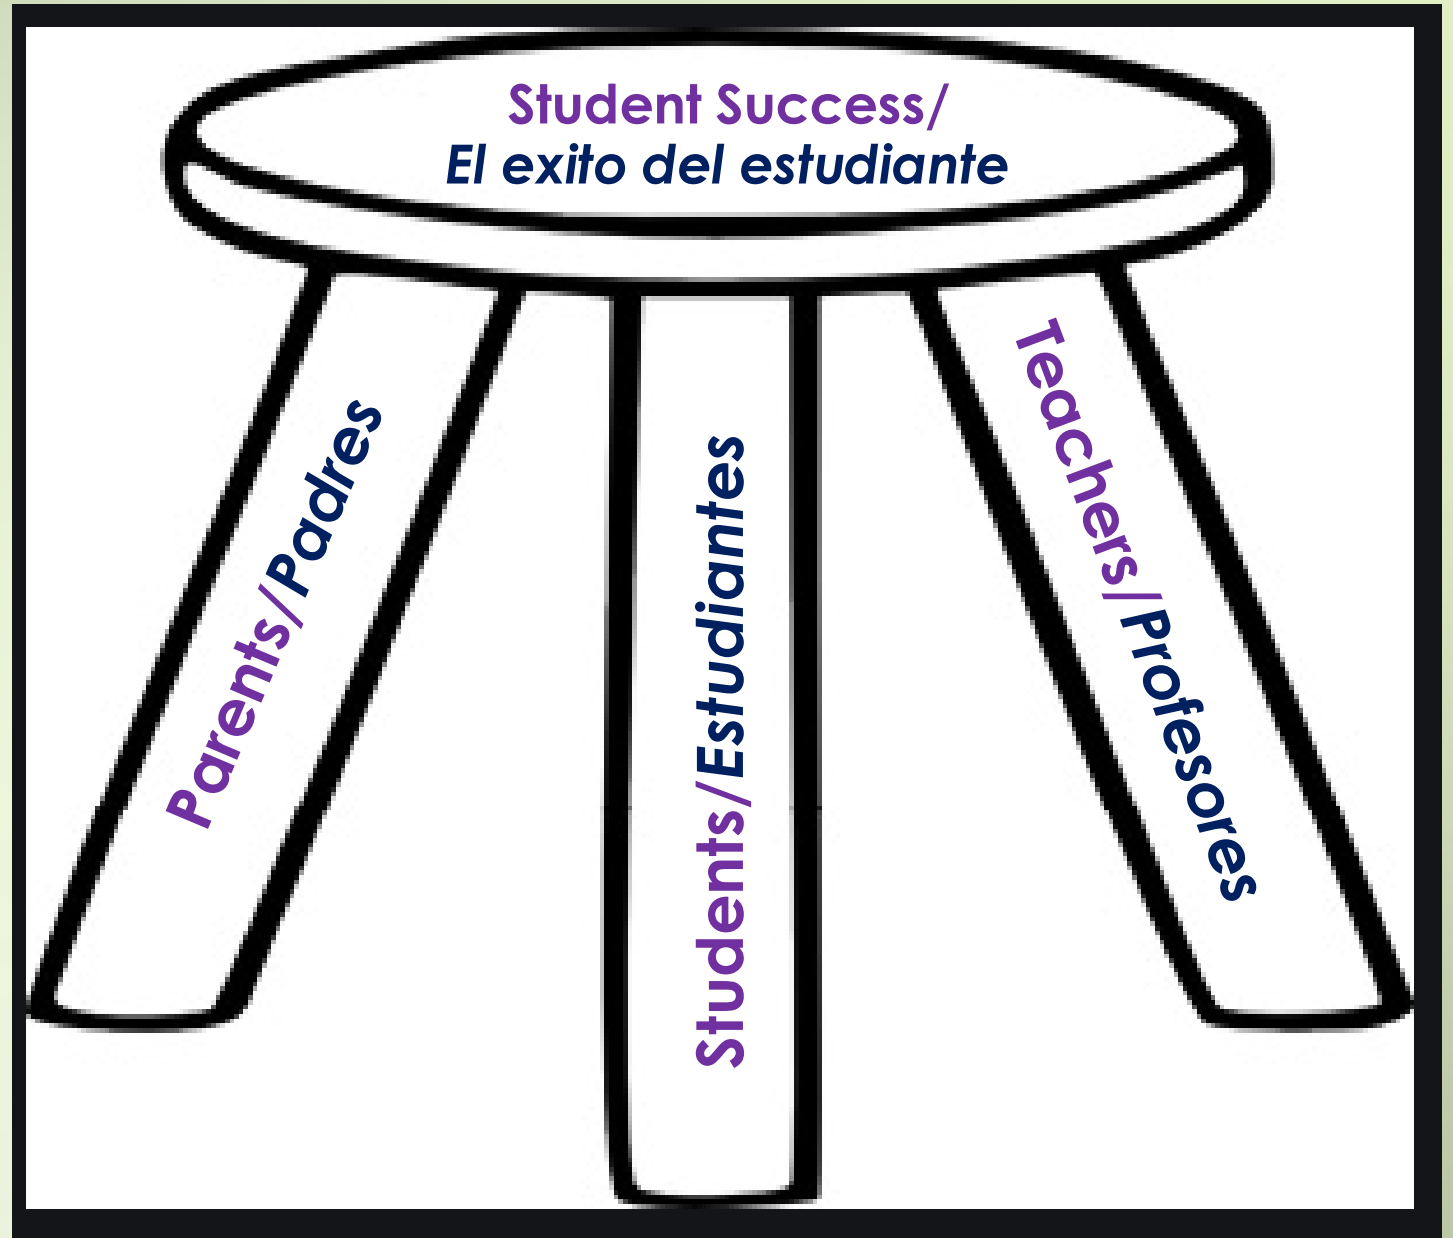 Student Success/
El exito del estudiante
Parents/Padres
Students/Estudiantes
Teachers/Profesores